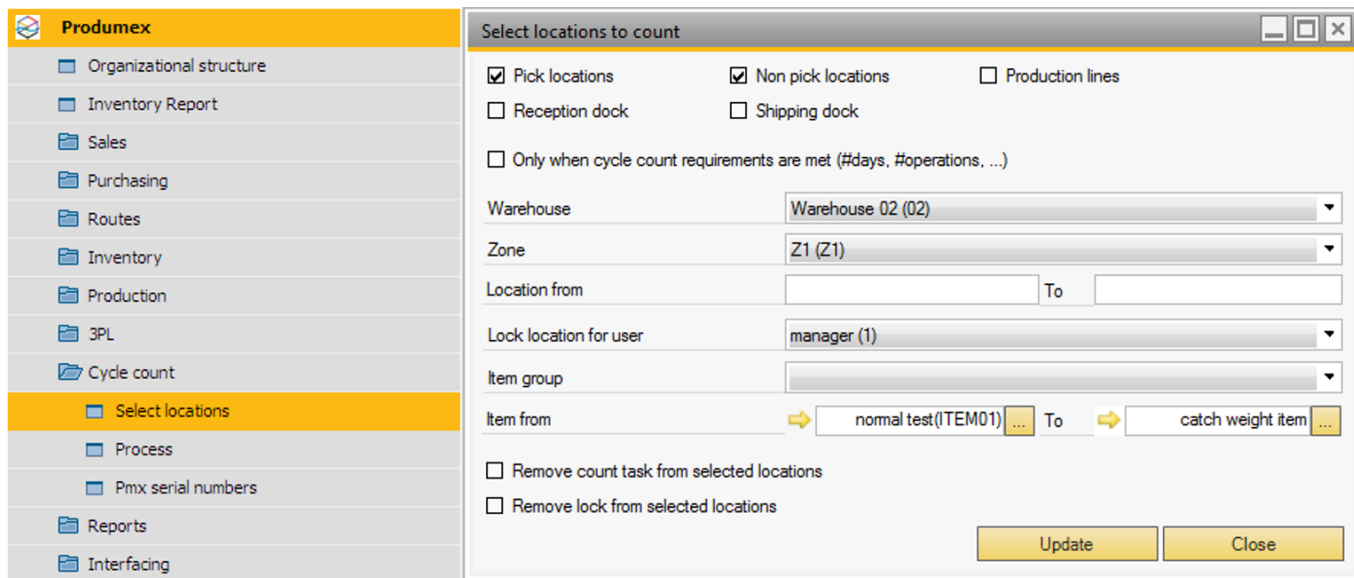 Produmex
Organizational structure
Inventory Report
Sales
Purchasing
Routes
Inventory
Production
3PL
Cycle count
Select locations
Process
Pmx serial numbers
Reports
Interfacing
Select locations to count
Pick locations Non pick locations Production lines
Reception dock Shipping dock
Only when cycle count requirements are met (#days, #operations, ...)
Warehouse Warehouse 02 (02)
Zone Z1 (Z1)
Location from To
Lock location for user manager (1)
Item group
Item from normal test(ITEM01) ... To catch weight item ...
Remove count task from selected locations
Remove lock from selected locations
Update Close